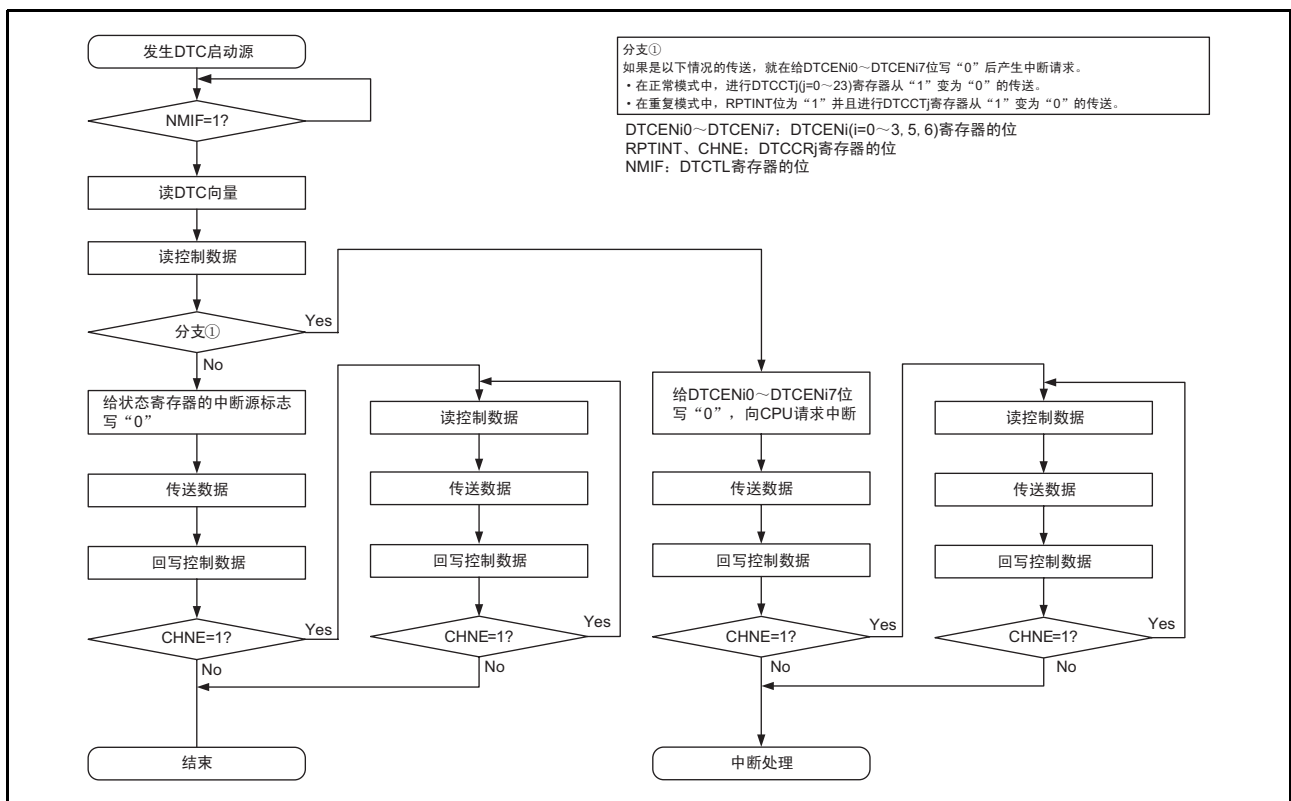 发生DTC启动源
NMIF=1?
读DTC向量
读控制数据
分支①
Yes
No
给状态寄存器的中断源标志
写“0”
传送数据
回写控制数据
CHNE=1?
Yes
No
结束
读控制数据
传送数据
回写控制数据
CHNE=1?
Yes
No
给DTCENi0～DTCENi7位
写“0”，向CPU请求中断
传送数据
回写控制数据
CHNE=1?
Yes
No
中断处理
读控制数据
传送数据
回写控制数据
CHNE=1?
Yes
No
分支①
如果是以下情况的传送，就在给DTCENi0～DTCENi7位写“0”后产生中断请求。
・在正常模式中，进行DTCCTj(j=0～23)寄存器从“1”变为“0”的传送。
・在重复模式中，RPTINT位为“1”并且进行DTCCTj寄存器从“1”变为“0”的传送。
DTCENi0～DTCENi7：DTCENi(i=0～3, 5, 6)寄存器的位
RPTINT、CHNE：DTCCRj寄存器的位
NMIF：DTCTL寄存器的位